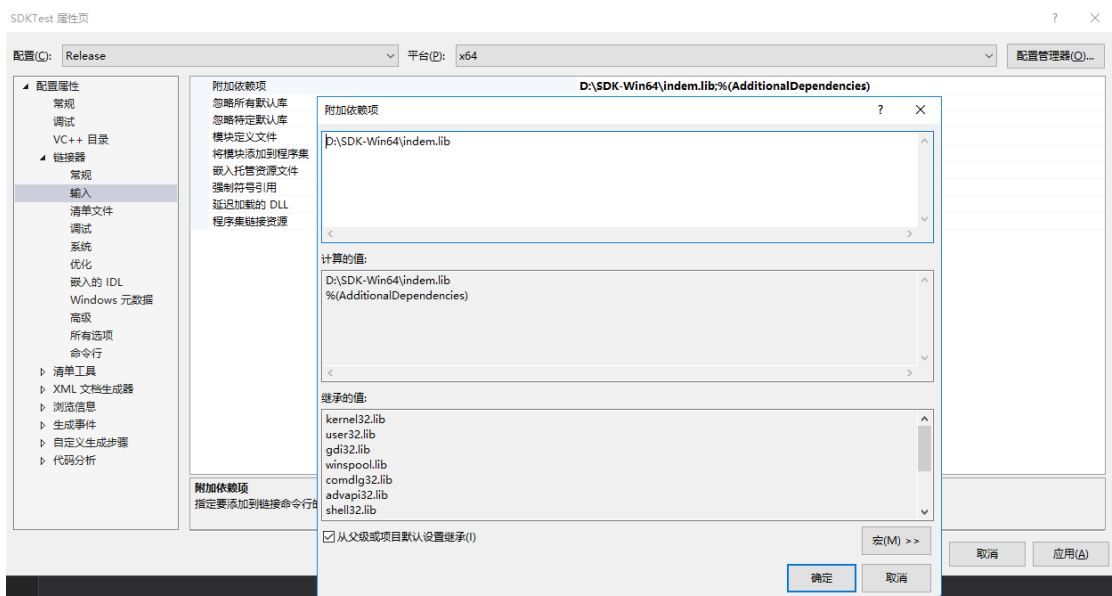 SDKTest 属性页
配置(C): Release 平台(P): x64 配置管理器(O)...
配置属性
常规
调试
VC++ 目录
链接器
常规
输入
清单文件
调试
系统
优化
嵌入的 IDL
Windows 元数据
高级
所有选项
命令行
清单工具
XML 文档生成器
浏览信息
生成事件
自定义生成步骤
代码分析
附加依赖项 D:\SDK-Win64\indem.lib;%(AdditionalDependencies)
忽略所有默认库
忽略特定默认库
模块定义文件
将模块添加到程序集
嵌入托管资源文件
强制符号引用
延迟加载的 DLL
程序集链接资源
附加依赖项
指定要添加到链接命令行
附加依赖项
D:\SDK-Win64\indem.lib
计算的值:
D:\SDK-Win64\indem.lib
%(AdditionalDependencies)
继承的值:
kernel32.lib
user32.lib
gdi32.lib
winspool.lib
comdlg32.lib
advapi32.lib
shell32.lib
从父级或项目默认设置继承(I)
宏(M) >>
确定 取消
取消 应用(A)